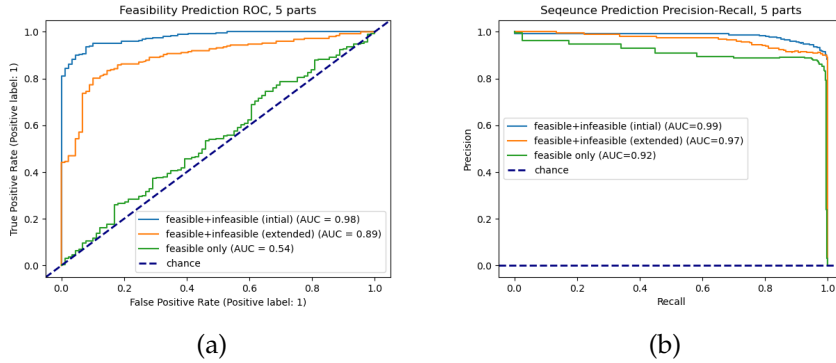 Feasibility Prediction ROC, 5 parts
True Positive Rate (Positive label: 1)
1.0
0.8
0.6
0.4
0.2
0.0
feasible+infeasible (intial) (AUC = 0.98)
feasible+infeasible (extended) (AUC = 0.89)
feasible only (AUC = 0.54)
chance
0.0 0.2 0.4 0.6 0.8 1.0
False Positive Rate (Positive label: 1)
(a)
Seqeunce Prediction Precision-Recall, 5 parts
Precision
1.0
0.8
0.6
0.4
0.2
0.0
feasible+infeasible (intial) (AUC=0.99)
feasible+infeasible (extended) (AUC=0.97)
feasible only (AUC=0.92)
chance
0.0 0.2 0.4 0.6 0.8 1.0
Recall
(b)